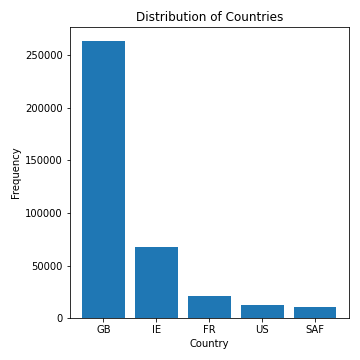 Distribution of Countries
250000
200000
150000
100000
50000
0
Frequency
GB IE FR US SAF
Country